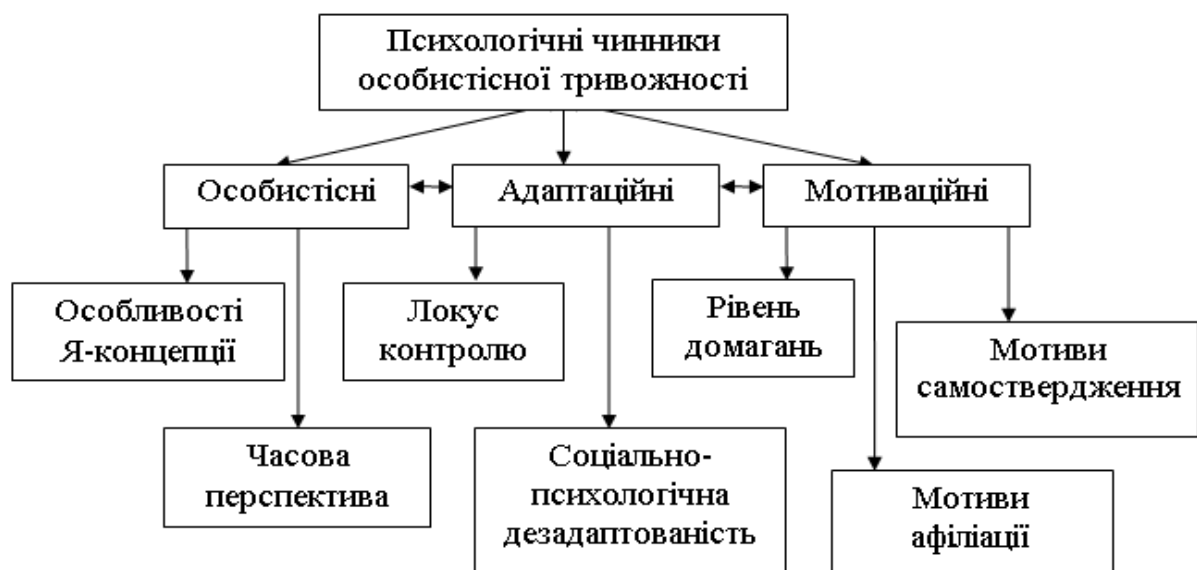 Психологічні чинники
особистісної тривожності
Особистісні
Адаптаційні
Мотиваційні
Особливості
Я-концепції
Локус
контролю
Рівень
домагань
Мотиви
самоствердження
Часова
перспектива
Соціально-
психологічна
дезадаптованість
Мотиви
афіліації